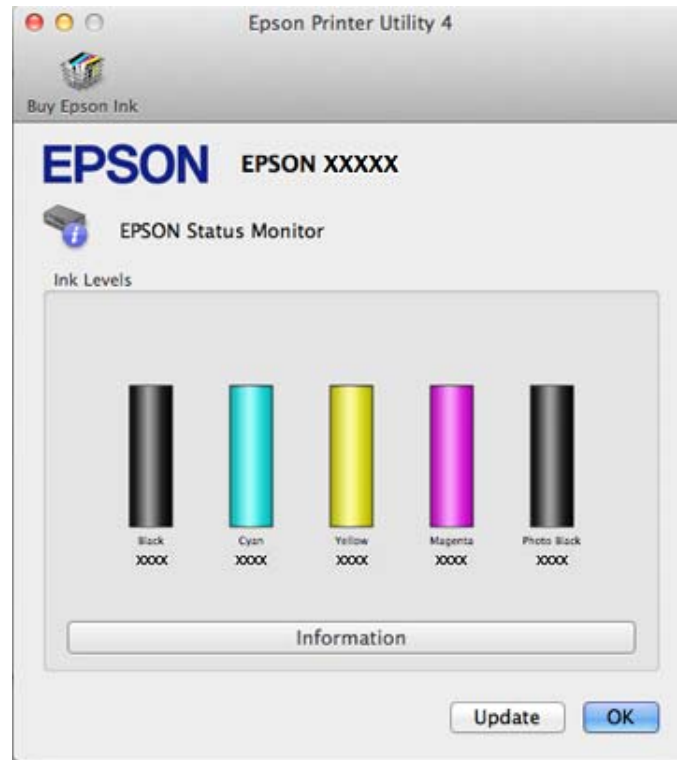 Epson Printer Utility 4
Buy Epson Ink
EPSON EPSON XXXXX
EPSON Status Monitor
Ink Levels
Black Cyan Yellow Magenta Photo Black
XXXX XXXX XXXX XXXX XXXX
Information
Update OK